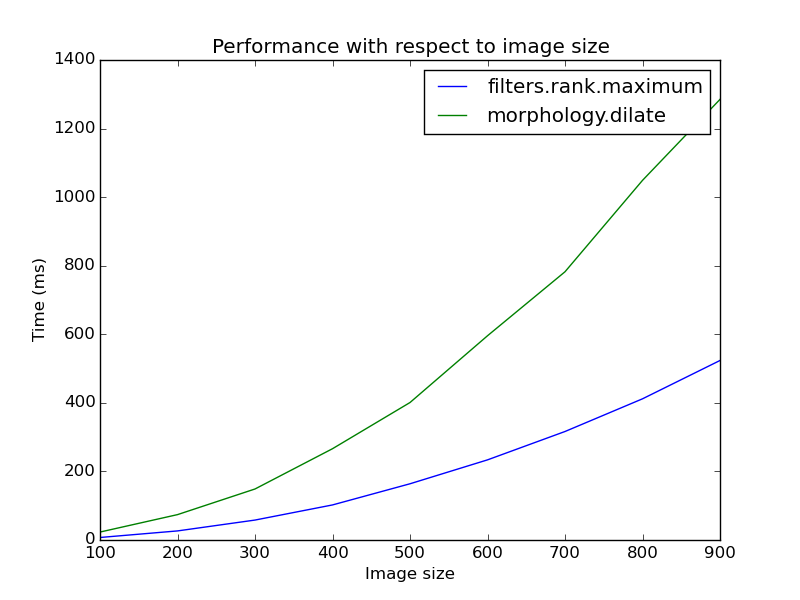 Performance with respect to image size
1400
1200
1000
800
600
400
200
0
filters.rank.maximum
morphology.dilate
Time (ms)
100 200 300 400 500 600 700 800 900
Image size